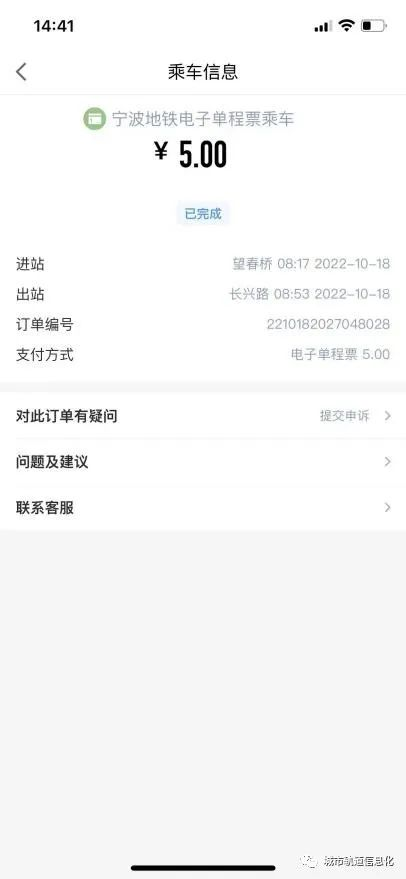 14:41
乘车信息
宁波地铁电子单程票乘车
¥ 5.00
已完成
进站 望春桥 08:17 2022-10-18
出站 长兴路 08:53 2022-10-18
订单编号 2210182027048028
支付方式 电子单程票 5.00
对此订单有疑问 提交申诉
问题及建议
联系客服
城市轨道信息化